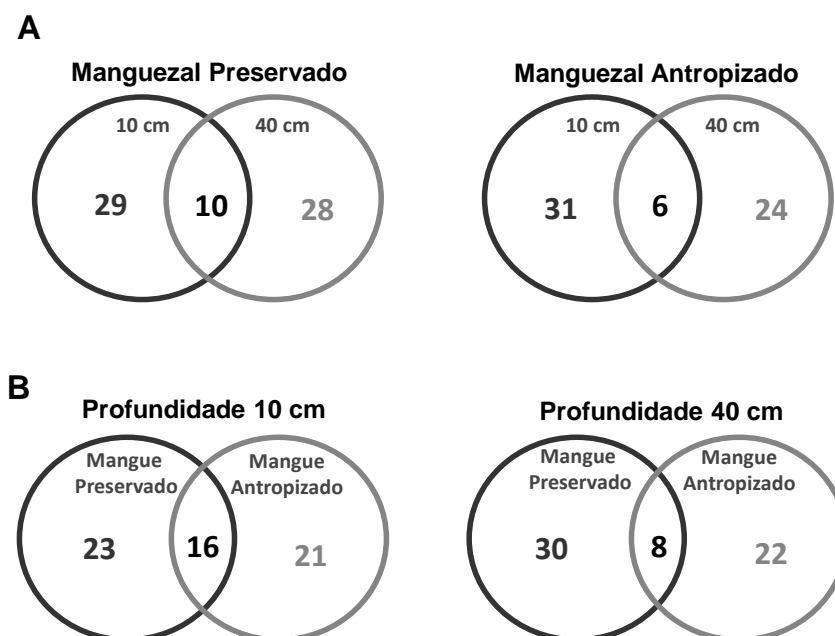 A
Manguezal Preservado
Manguezal Antropizado
10 cm
40 cm
10 cm
40 cm
29
10
28
31
6
24
B
Profundidade 10 cm
Profundidade 40 cm
Mangue
Preservado
Mangue
Antropizado
Mangue
Preservado
Mangue
Antropizado
23
16
21
30
8
22